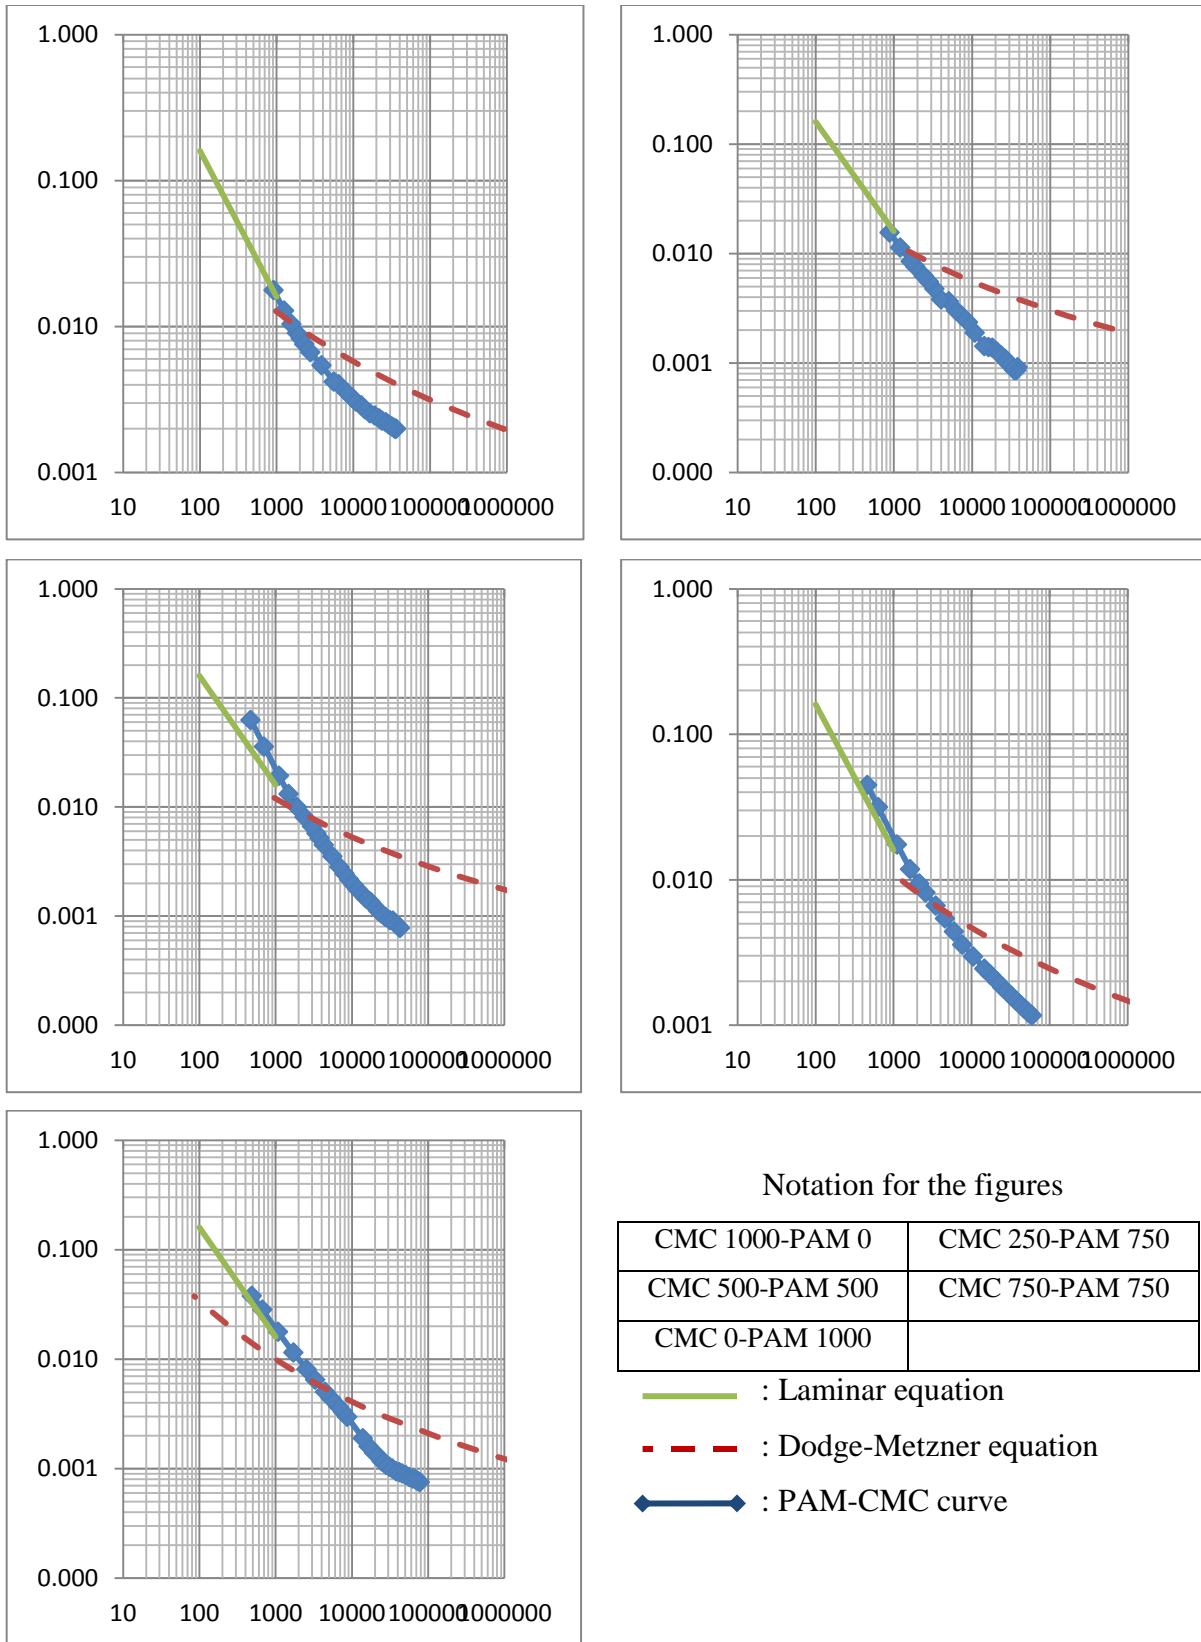 1.000
0.100
0.010
0.001
10 100 1000 10000 100000 1000000
1.000
0.100
0.010
0.001
0.000
10 100 1000 10000 100000 1000000
1.000
0.100
0.010
0.001
0.000
10 100 1000 10000 100000 1000000
1.000
0.100
0.010
0.001
10 100 1000 10000 100000 1000000
1.000
0.100
0.010
0.001
0.000
10 100 1000 10000 100000 1000000
Notation for the figures
CMC 1000-PAM 0 CMC 250-PAM 750
CMC 500-PAM 500 CMC 750-PAM 750
CMC 0-PAM 1000
: Laminar equation
: Dodge-Metzner equation
: PAM-CMC curve